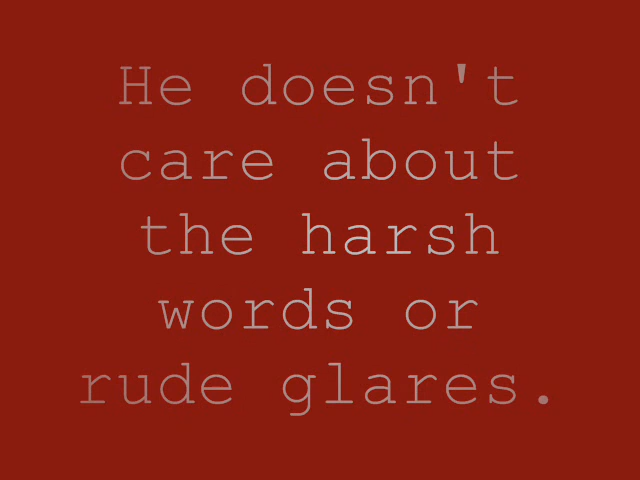 He doesn't
care about
the harsh
words or
rude glares.